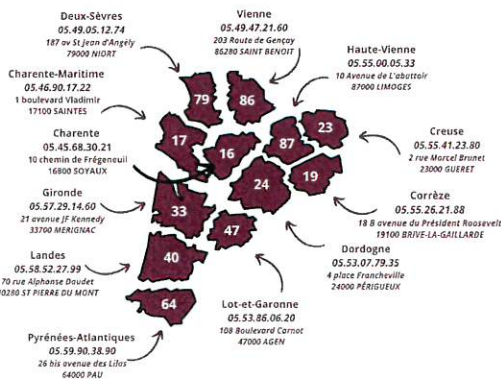 Deux-Sèvres
05.49.05.12.74
187 av St Jean d'Angély
79000 NIORT
Vienne
05.49.47.21.60
203 Route de Gençay
86280 SAINT BENOIT
Haute-Vienne
05.55.00.05.33
10 Avenue de L'abattoir
87000 LIMOGES
Charente-Maritime
05.46.90.17.22
1 boulevard Vladimir
17100 SAINTES
Charente
05.45.68.30.21
10 chemin de Frégeneuil
16800 SOYAUX
Creuse
05.55.41.23.80
2 rue Marcel Brunet
23000 GUERET
Gironde
05.57.29.14.60
21 avenue JF Kennedy
33700 MERIGNAC
Corrèze
05.55.26.21.88
18 B avenue du Président Roosevelt
19100 BRIVE-LA-GAILLARDE
Landes
05.58.52.27.99
70 rue Alphonse Daudet
40280 ST PIERRE DU MONT
Dordogne
05.53.07.79.35
4 place Francheville
24000 PÉRIGUEUX
Lot-et-Garonne
05.53.86.06.20
108 Boulevard Carnot
47000 AGEN
Pyrénées-Atlantiques
05.59.90.38.90
26 bis avenue des Lilas
64000 PAU
79
86
17
16
87
23
24
19
33
47
40
64